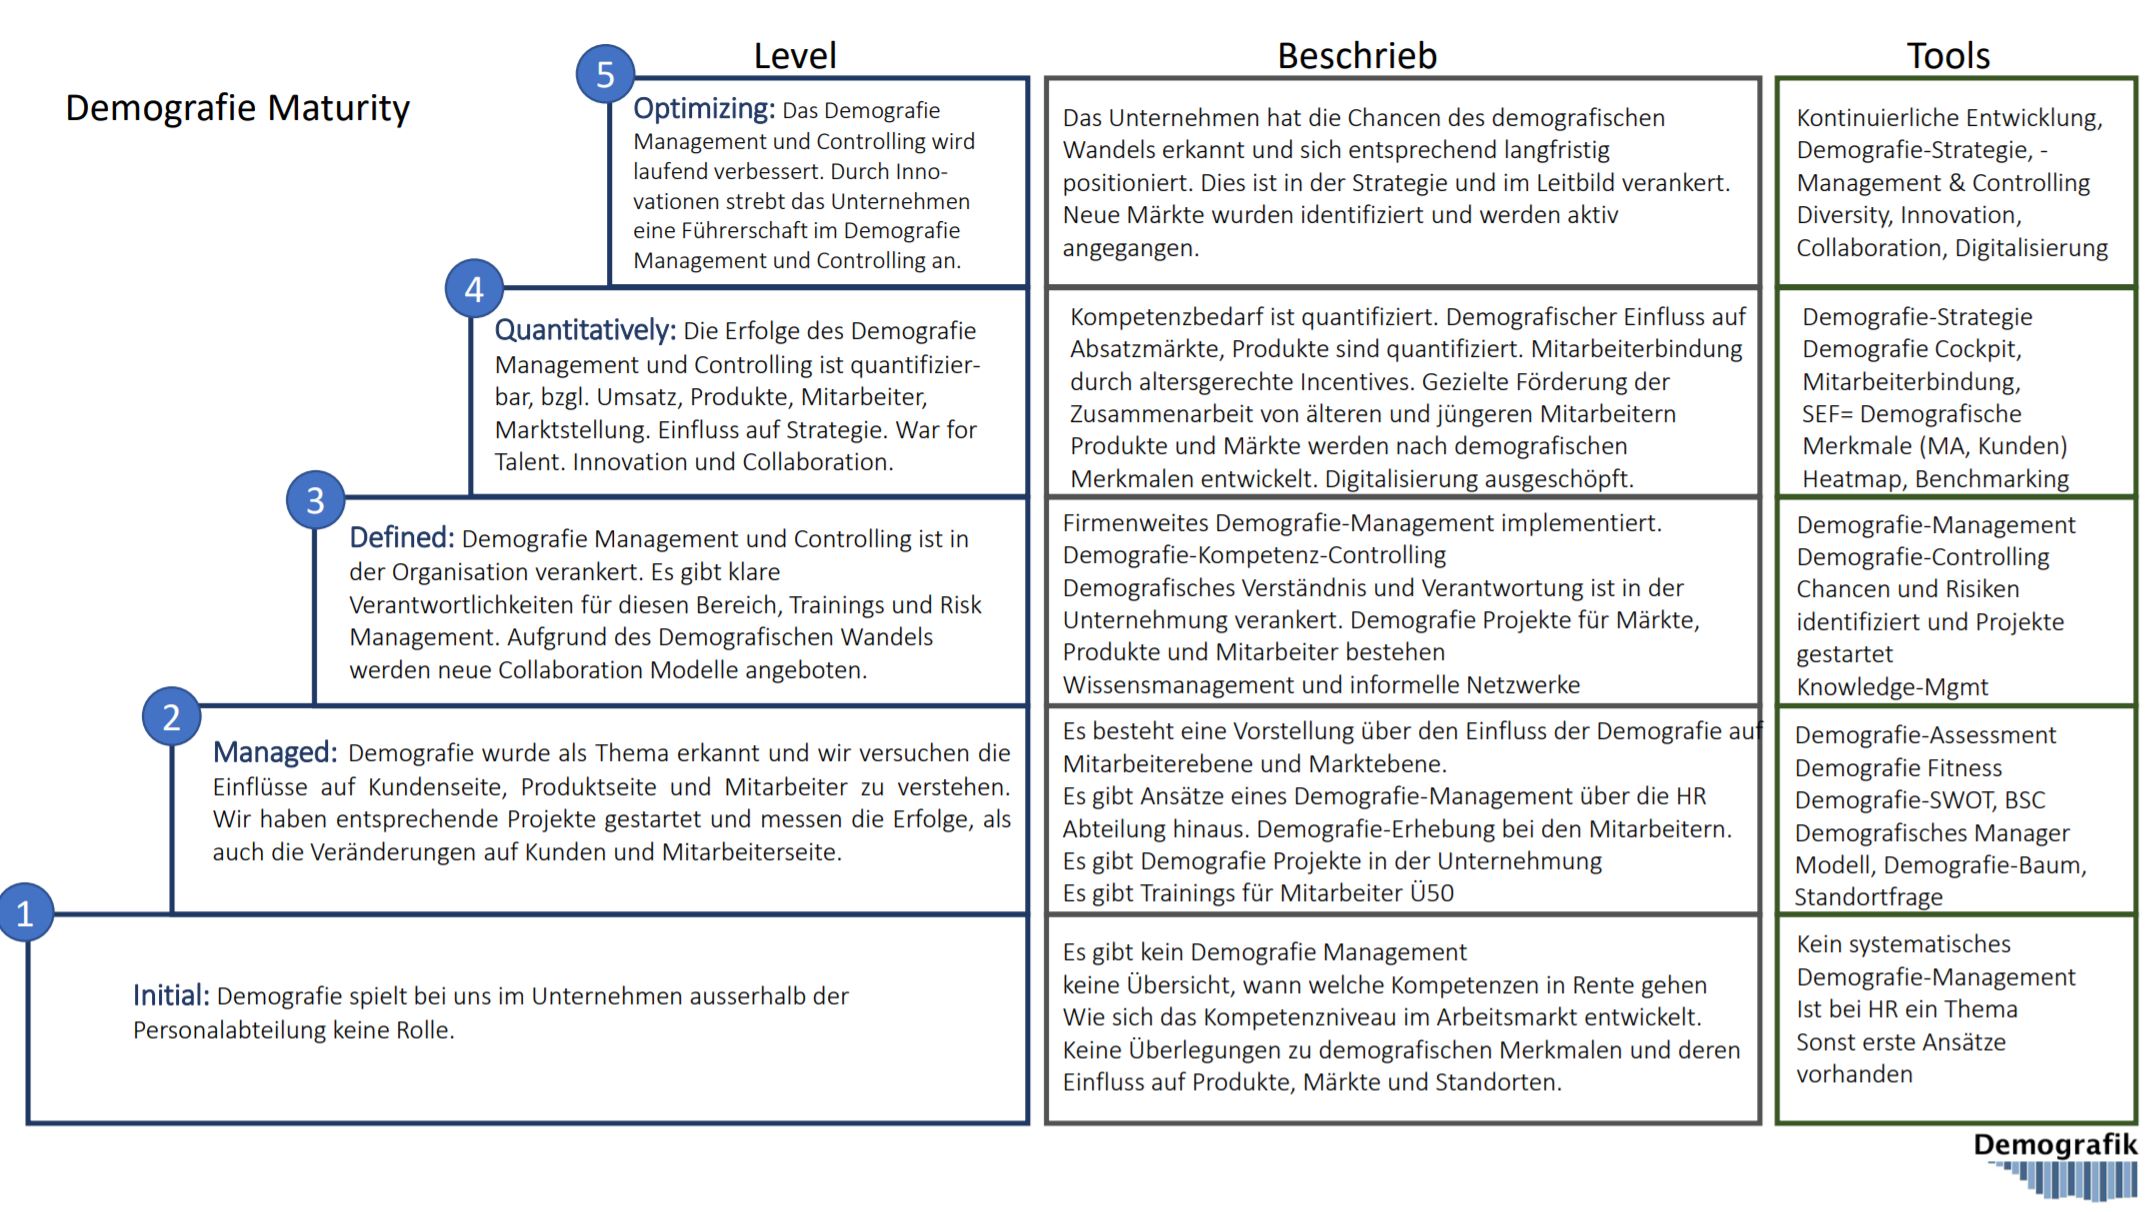 Demografie Maturity
Level
Beschrieb
Tools
5
Optimizing: Das Demografie
Management und Controlling wird
laufend verbessert. Durch Inno-
vationen strebt das Unternehmen
eine Führerschaft im Demografie
Management und Controlling an.
Das Unternehmen hat die Chancen des demografischen
Wandels erkannt und sich entsprechend langfristig
positioniert. Dies ist in der Strategie und im Leitbild verankert.
Neue Märkte wurden identifiziert und werden aktiv
angegangen.
Kontinuierliche Entwicklung,
Demografie-Strategie, -
Management & Controlling
Diversity, Innovation,
Collaboration, Digitalisierung
4
Quantitatively: Die Erfolge des Demografie
Management und Controlling ist quantifizier-
bar, bzgl. Umsatz, Produkte, Mitarbeiter,
Marktstellung. Einfluss auf Strategie. War for
Talent. Innovation und Collaboration.
Kompetenzbedarf ist quantifiziert. Demografischer Einfluss auf
Absatzmärkte, Produkte sind quantifiziert. Mitarbeiterbindung
durch altersgerechte Incentives. Gezielte Förderung der
Zusammenarbeit von älteren und jüngeren Mitarbeitern
Produkte und Märkte werden nach demografischen
Merkmalen entwickelt. Digitalisierung ausgeschöpft.
Demografie-Strategie
Demografie Cockpit,
Mitarbeiterbindung,
SEF= Demografische
Merkmale (MA, Kunden)
Heatmap, Benchmarking
3
Defined: Demografie Management und Controlling ist in
der Organisation verankert. Es gibt klare
Verantwortlichkeiten für diesen Bereich, Trainings und Risk
Management. Aufgrund des Demografischen Wandels
werden neue Collaboration Modelle angeboten.
Firmenweites Demografie-Management implementiert.
Demografie-Kompetenz-Controlling
Demografisches Verständnis und Verantwortung ist in der
Unternehmung verankert. Demografie Projekte für Märkte,
Produkte und Mitarbeiter bestehen
Wissensmanagement und informelle Netzwerke
Demografie-Management
Demografie-Controlling
Chancen und Risiken
identifiziert und Projekte
gestartet
Knowledge-Mgmt
2
Managed: Demografie wurde als Thema erkannt und wir versuchen die
Einflüsse auf Kundenseite, Produktseite und Mitarbeiter zu verstehen.
Wir haben entsprechende Projekte gestartet und messen die Erfolge, als
auch die Veränderungen auf Kunden und Mitarbeiterseite.
Es besteht eine Vorstellung über den Einfluss der Demografie auf
Mitarbeiterebene und Marktebene.
Es gibt Ansätze eines Demografie-Management über die HR
Abteilung hinaus. Demografie-Erhebung bei den Mitarbeitern.
Es gibt Demografie Projekte in der Unternehmung
Es gibt Trainings für Mitarbeiter Ü50
Demografie-Assessment
Demografie Fitness
Demografie-SWOT, BSC
Demografisches Manager
Modell, Demografie-Baum,
Standortfrage
1
Initial: Demografie spielt bei uns im Unternehmen ausserhalb der
Personalabteilung keine Rolle.
Es gibt kein Demografie Management
keine Übersicht, wann welche Kompetenzen in Rente gehen
Wie sich das Kompetenzniveau im Arbeitsmarkt entwickelt.
Keine Überlegungen zu demografischen Merkmalen und deren
Einfluss auf Produkte, Märkte und Standorten.
Kein systematisches
Demografie-Management
Ist bei HR ein Thema
Sonst erste Ansätze
vorhanden
Demografik